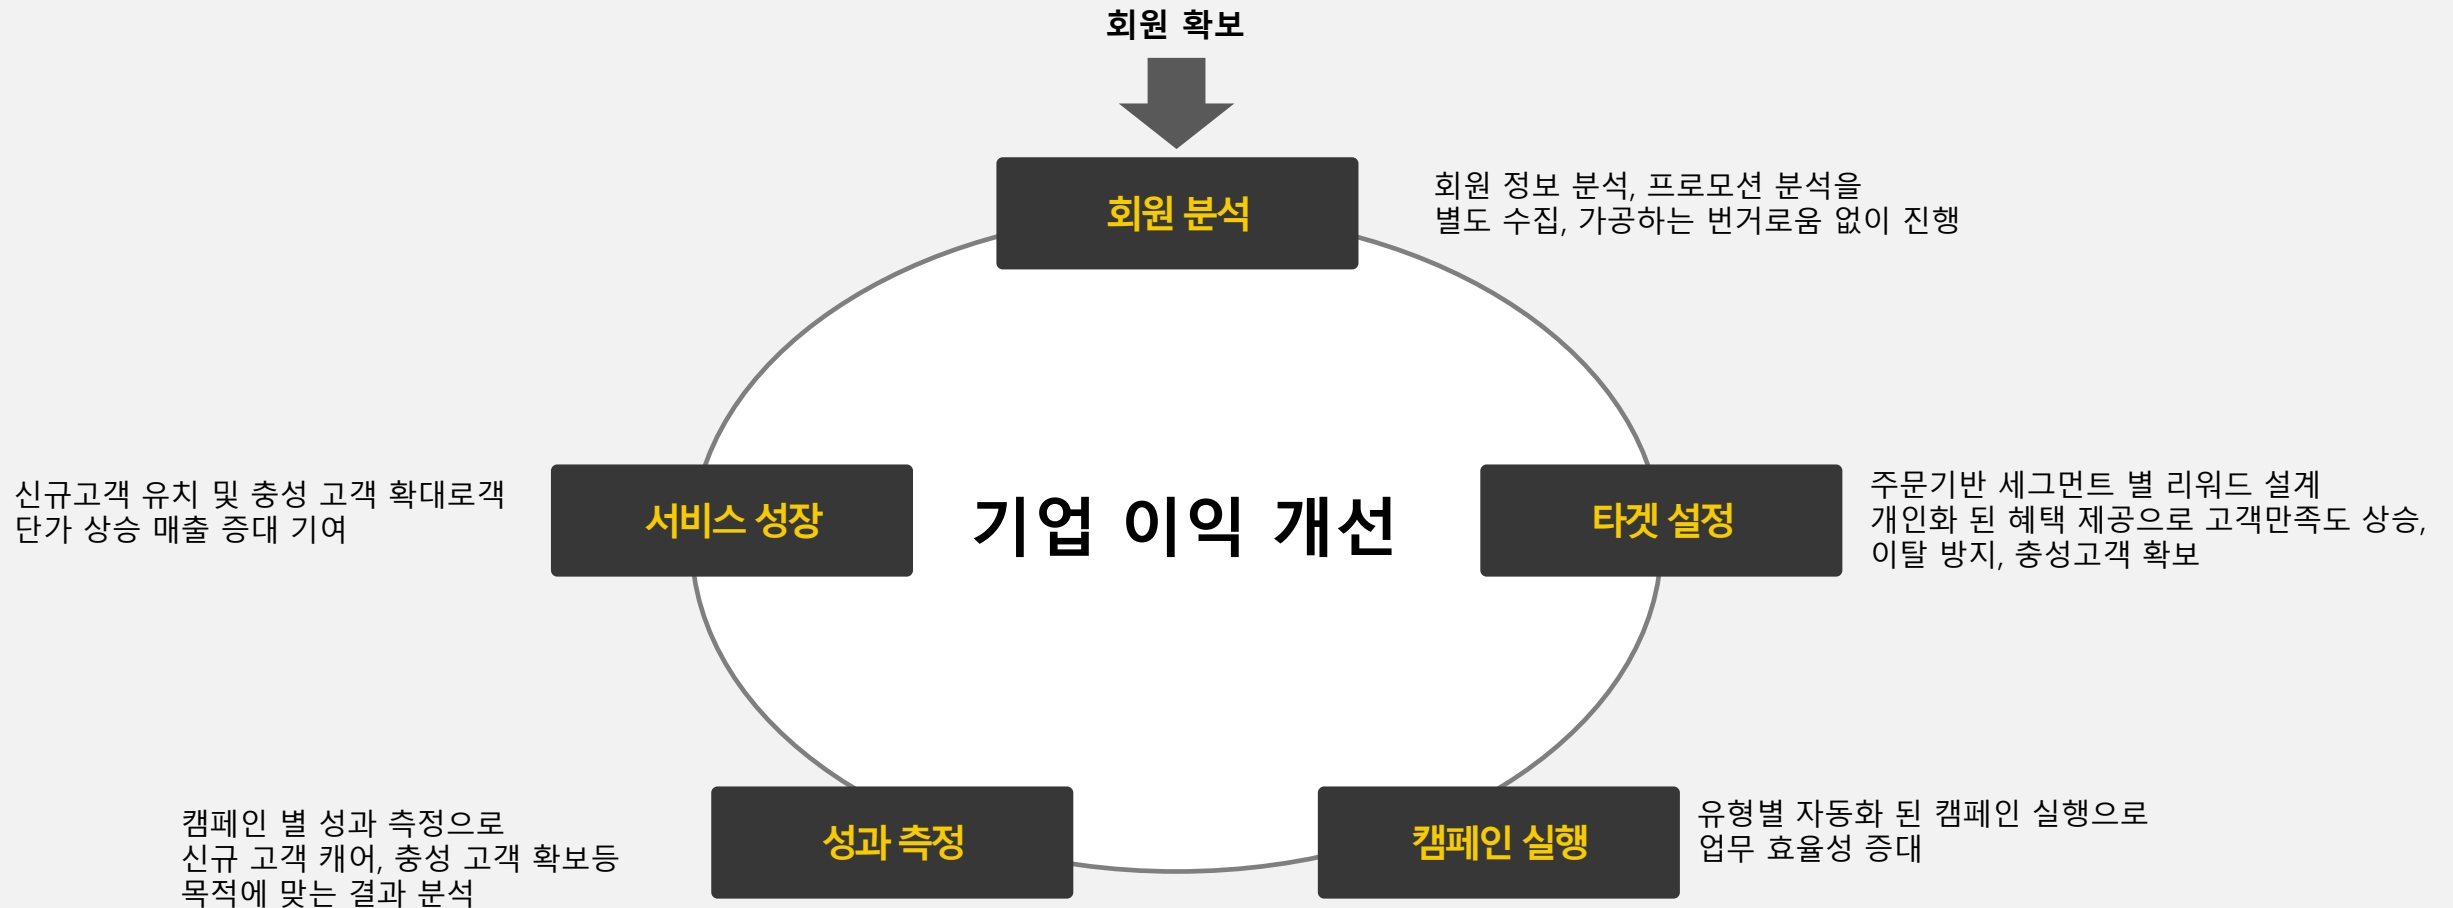 회원 확보
회원 분석
회원 정보 분석, 프로모션 분석을
별도 수집, 가공하는 번거로움 없이 진행
신규고객 유치 및 충성 고객 확대로객
단가 상승 매출 증대 기여
서비스 성장
기업 이익 개선
타겟 설정
주문기반 세그먼트 별 리워드 설계
개인화 된 혜택 제공으로 고객만족도 상승,
이탈 방지, 충성고객 확보
캠페인 별 성과 측정으로
신규 고객 캐어, 충성 고객 확보등
목적에 맞는 결과 분석
성과 측정
캠페인 실행
유형별 자동화 된 캠페인 실행으로
업무 효율성 증대